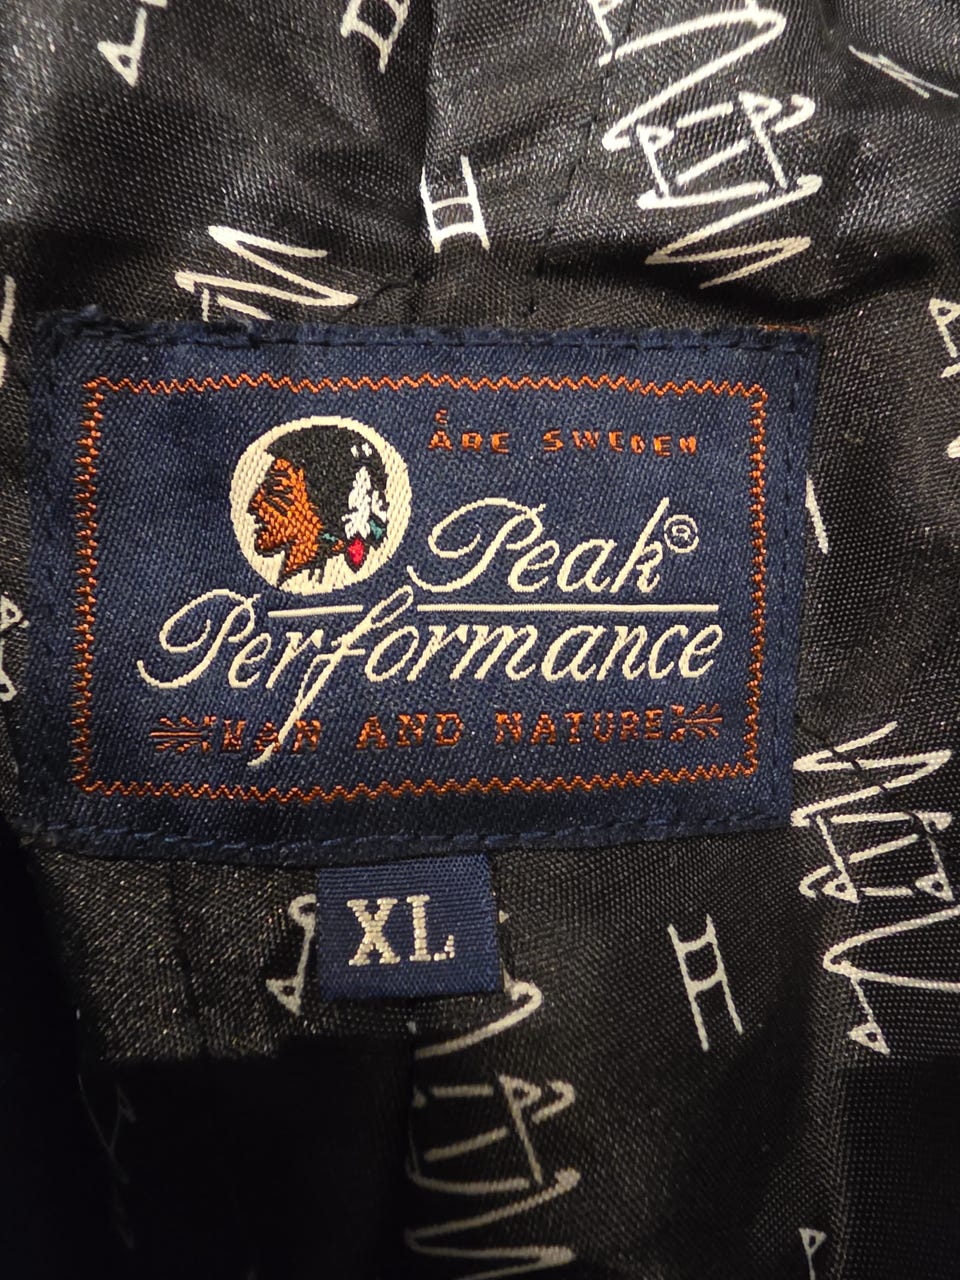 ÅRE SWEDEN
Peak®
Performance
MAN AND NATURE
XL